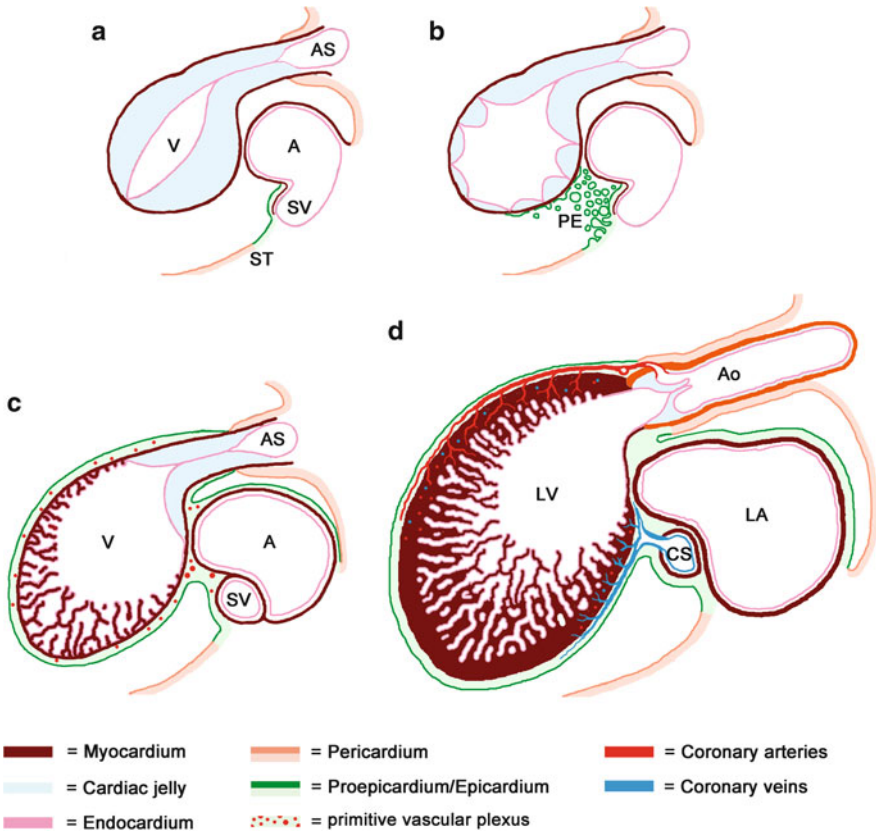 a
AS
V
A
SV
ST
b
PE
c
AS
V
A
SV
d
Ao
LV
LA
CS
= Myocardium
= Pericardium
= Coronary arteries
= Cardiac jelly
= Proepicardium/Epicardium
= Coronary veins
= Endocardium
= primitive vascular plexus